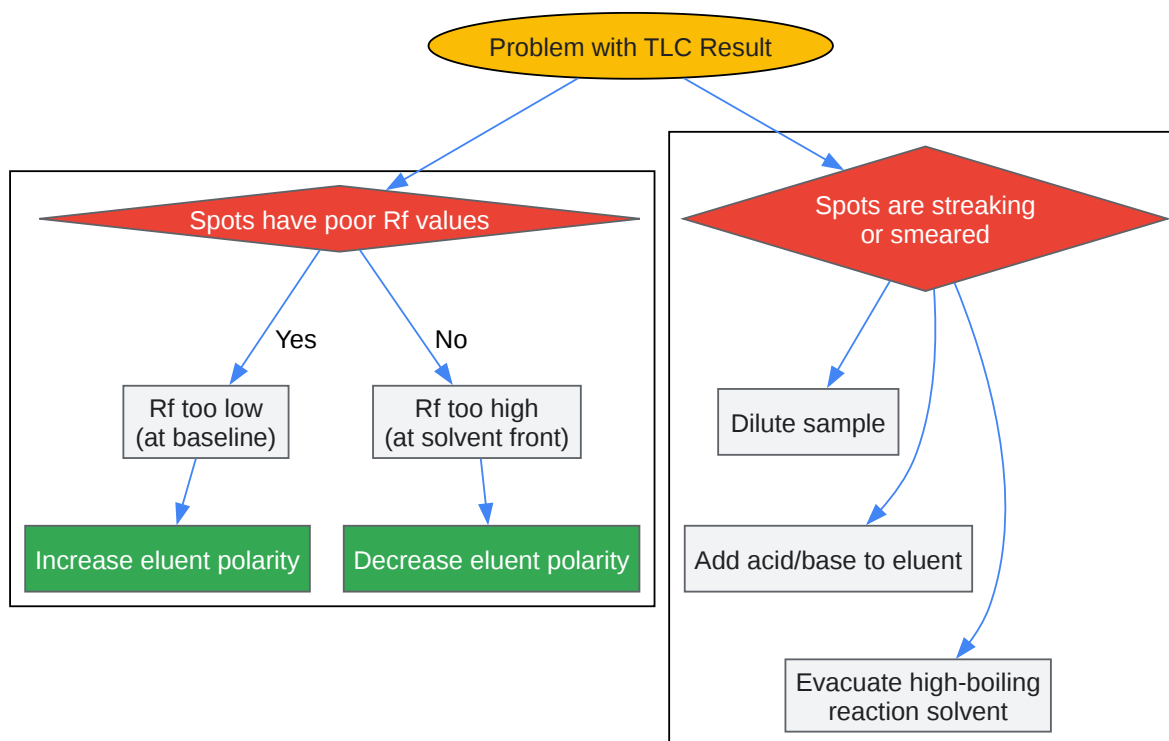 Problem with TLC Result
Spots have poor Rf values
Yes
No
Rf too low
(at baseline)
Rf too high
(at solvent front)
Increase eluent polarity
Decrease eluent polarity
Spots are streaking
or smeared
Dilute sample
Add acid/base to eluent
Evacuate high-boiling
reaction solvent